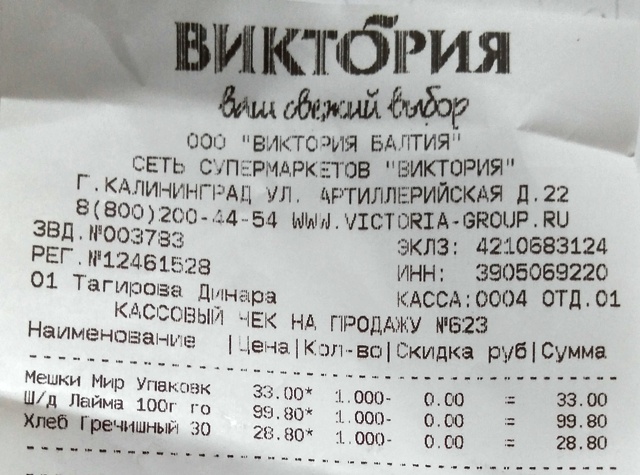 ВИКТОРИЯ
ваш свежий выбор
ООО "ВИКТОРИЯ БАЛТИЯ"
СЕТЬ СУПЕРМАРКЕТОВ "ВИКТОРИЯ"
Г.КАЛИНИНГРАД УЛ. АРТИЛЛЕРИЙСКАЯ Д.22
8(800)200-44-54 WWW.VICTORIA-GROUP.RU
ЗВД.№003783 ЭКЛЗ: 4210683124
РЕГ.№12461528 ИНН: 3905069220
01 Тагирова Динара КАССА:0004 ОТД.01
КАССОВЫЙ ЧЕК НА ПРОДАЖУ №623
Наименование |Цена|Кол-во|Скидка руб|Сумма
Мешки Мир Упаковк 33.00* 1.000- 0.00 = 33.00
Ш/д Лайма 100г го 99.80* 1.000- 0.00 = 99.80
Хлеб Гречишный 30 28.80* 1.000- 0.00 = 28.80